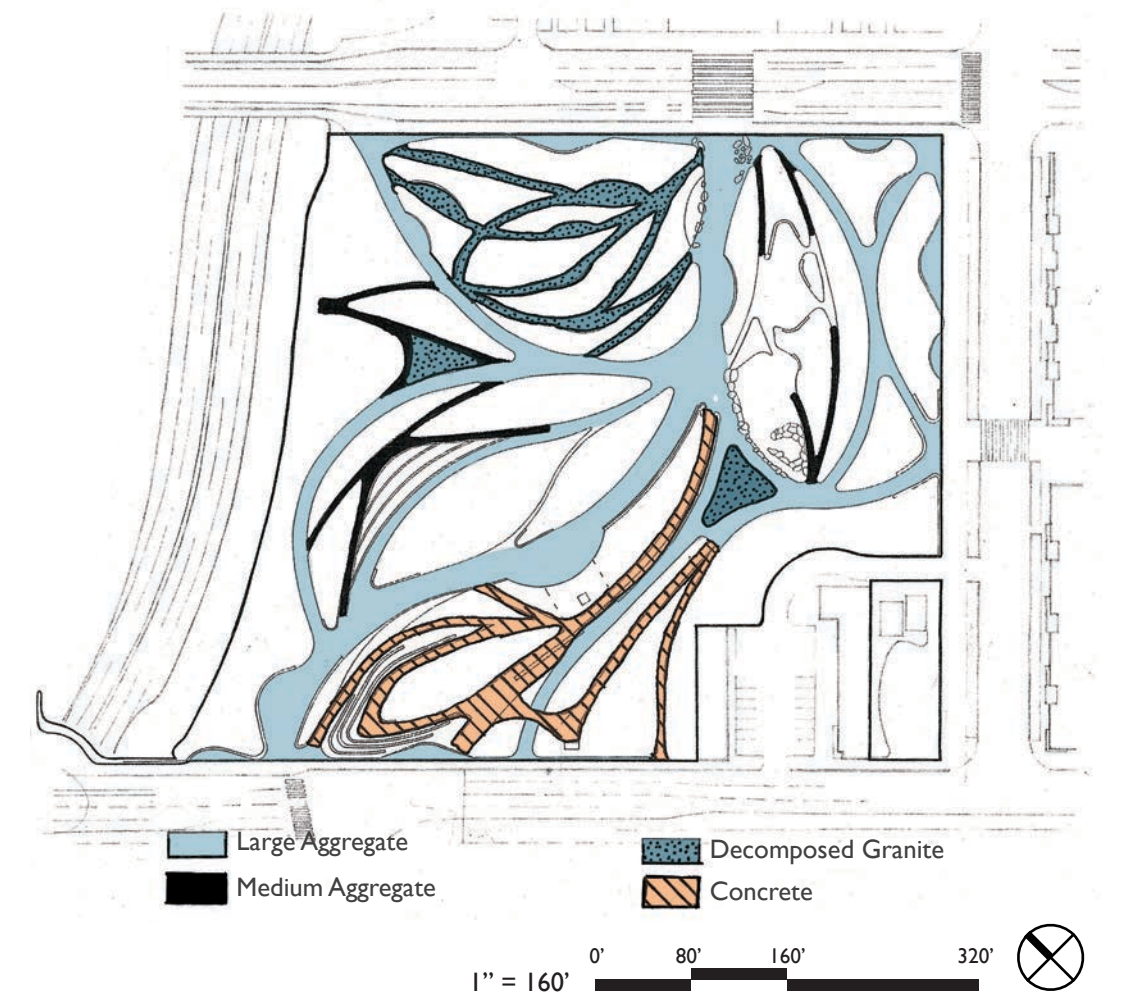 Large Aggregate
Decomposed Granite
Medium Aggregate
Concrete
0’ 80’ 160’ 320’
1” = 160’